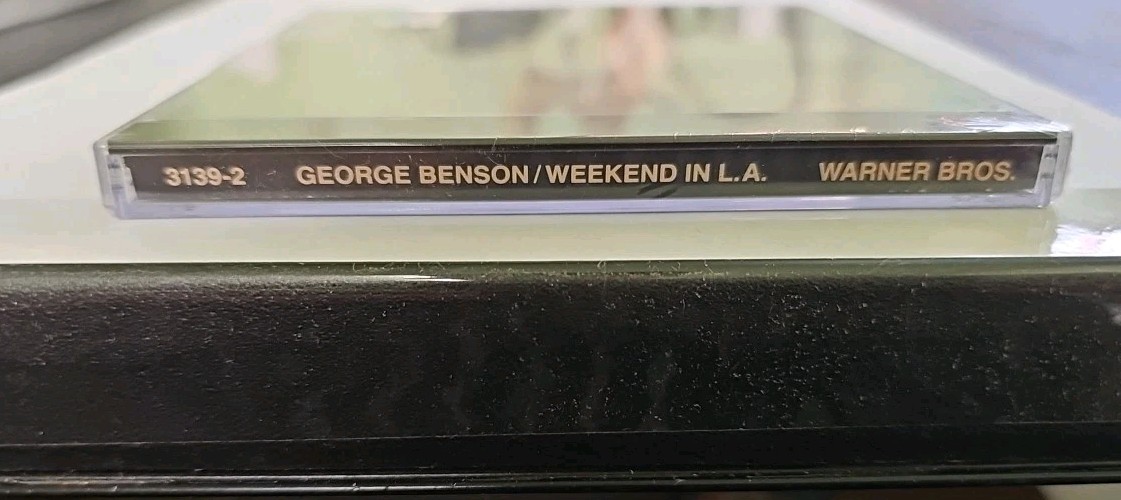 3139-2 GEORGE BENSON/WEEKEND IN L.A. WARNER BROS.